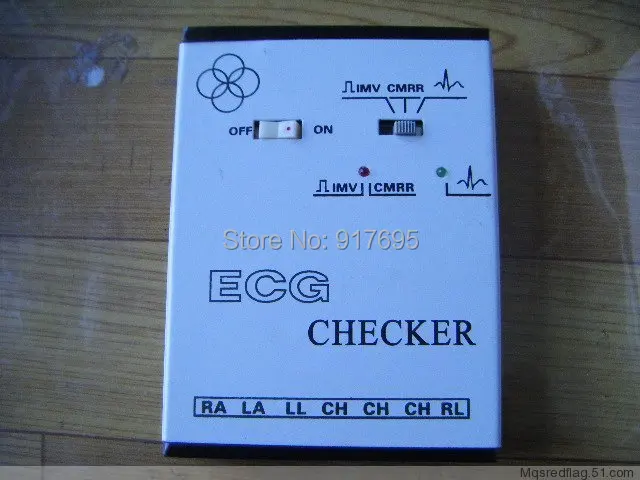 IMV CMRR
OFF ON
IMV CMRR
Store No: 917695
ECG
CHECKER
RA LA LL CH CH CH RL
Mqsredflag.51.com